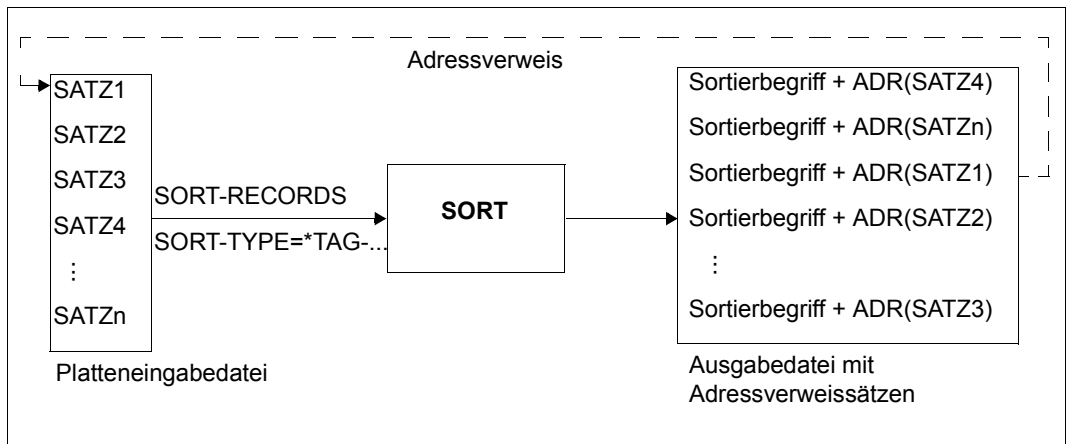 Adressverweis
SATZ1
SATZ2
SATZ3
SATZ4
⋮
SATZn
Platteneingabedatei
SORT-RECORDS
SORT-TYPE=*TAG-...
SORT
Sortierbegriff + ADR(SATZ4)
Sortierbegriff + ADR(SATZn)
Sortierbegriff + ADR(SATZ1)
Sortierbegriff + ADR(SATZ2)
⋮
Sortierbegriff + ADR(SATZ3)
Ausgabedatei mit
Adressverweissätzen